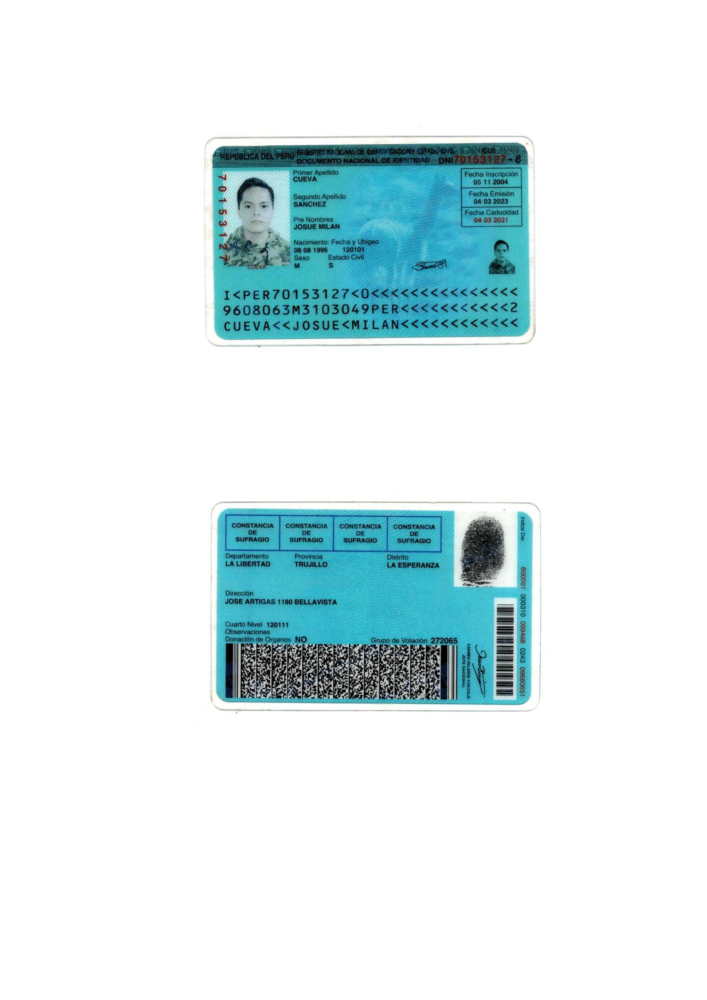 REPUBLICA DEL PERU
REGISTRO NACIONAL DE IDENTIFICACION Y ESTADO CIVIL
DOCUMENTO NACIONAL DE IDENTIDAD
CUI
DNI70153127 - 8
70153127
CUEVA
Primer Apellido
CUEVA
Segundo Apellido
SANCHEZ
Pre Nombres
JOSUE MILAN
Nacimiento: Fecha y Ubigeo
06 08 1996 120101
Sexo Estado Civil
M S
Fecha Inscripción
05 11 2004
Fecha Emisión
04 03 2023
Fecha Caducidad
04 03 2031
I<PER70153127<0<<<<<<<<<<<<<<<
9608063M3103049PER<<<<<<<<<<<2
CUEVA<<JOSUE<MILAN<<<<<<<<<<<<
CONSTANCIA DE SUFRAGIO
CONSTANCIA DE SUFRAGIO
CONSTANCIA DE SUFRAGIO
CONSTANCIA DE SUFRAGIO
Departamento Provincia Distrito
LA LIBERTAD TRUJILLO LA ESPERANZA
Dirección
JOSE ARTIGAS 1180 BELLAVISTA
Cuarto Nivel 120111
Observaciones
Donación de Organos NO Grupo de Votación 272065
CARMEN VELARDE KOECHLIN
JEFE NACIONAL
Indice Der.
600001 000310 099468 0243 09680651